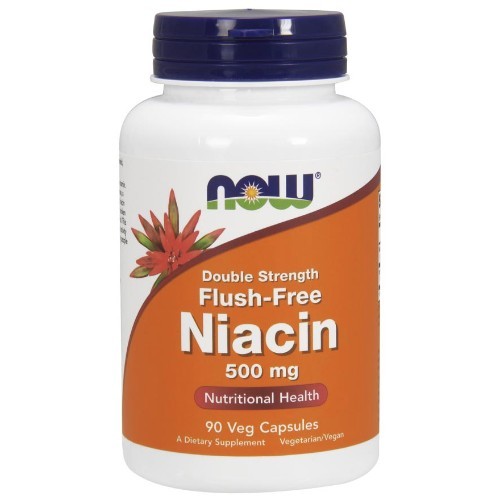 NOW
Double Strength
Flush-Free
Niacin
500 mg
Nutritional Health
90 Veg Capsules
A Dietary Supplement Vegetarian/Vegan